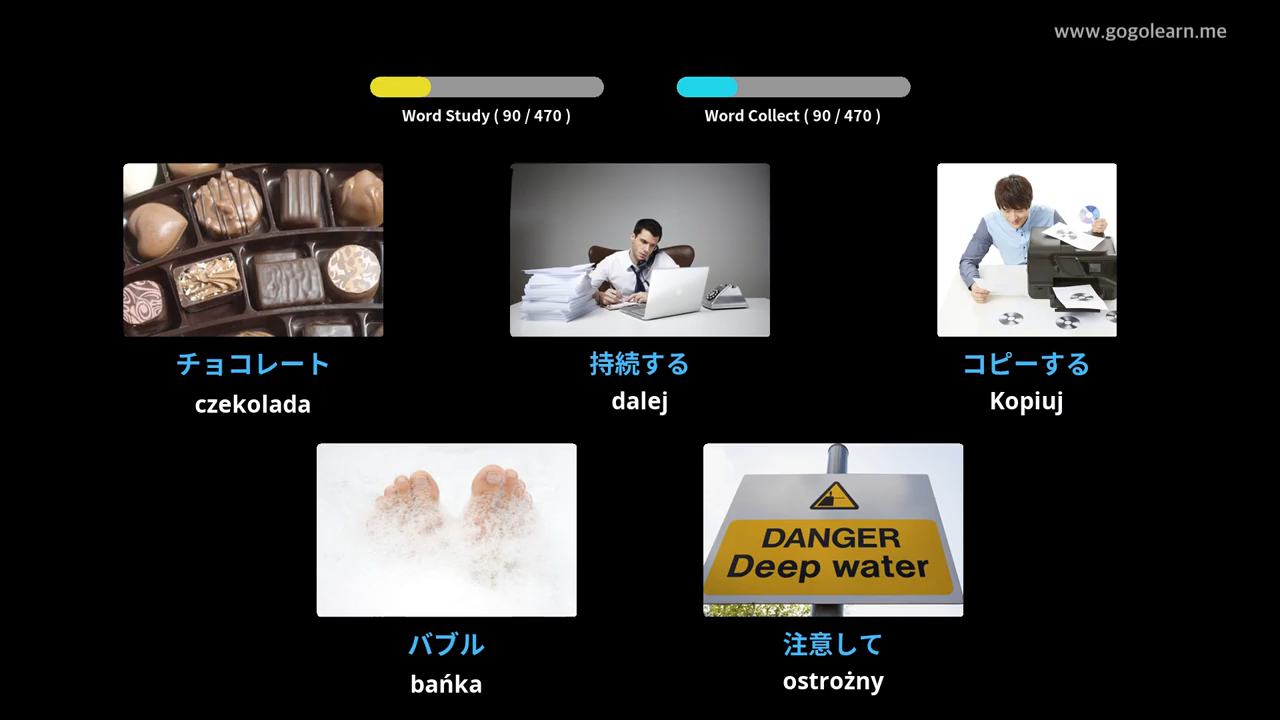 www.gogolearn.me
Word Study ( 90 / 470 )
Word Collect ( 90 / 470 )
チョコレート
czekolada
持続する
dalej
コピーする
Kopiuj
DANGER
Deep water
バブル
bańka
注意して
ostrożny